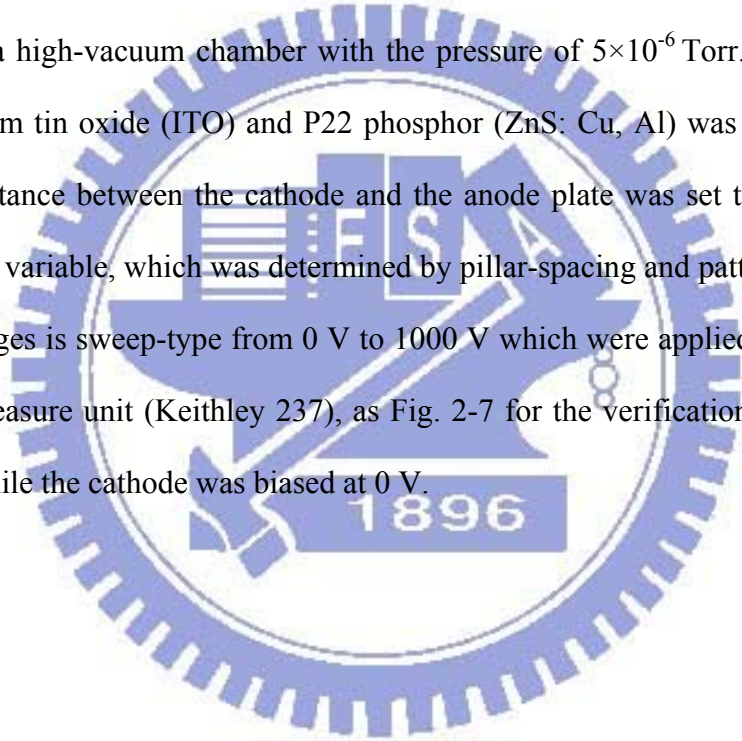 a high-vacuum chamber with the pressure of 5×10⁻⁶ Torr.
m tin oxide (ITO) and P22 phosphor (ZnS: Cu, Al) was
tance between the cathode and the anode plate was set t
variable, which was determined by pillar-spacing and patt
ges is sweep-type from 0 V to 1000 V which were applied
easure unit (Keithley 237), as Fig. 2-7 for the verification
ile the cathode was biased at 0 V.
E S A
1896